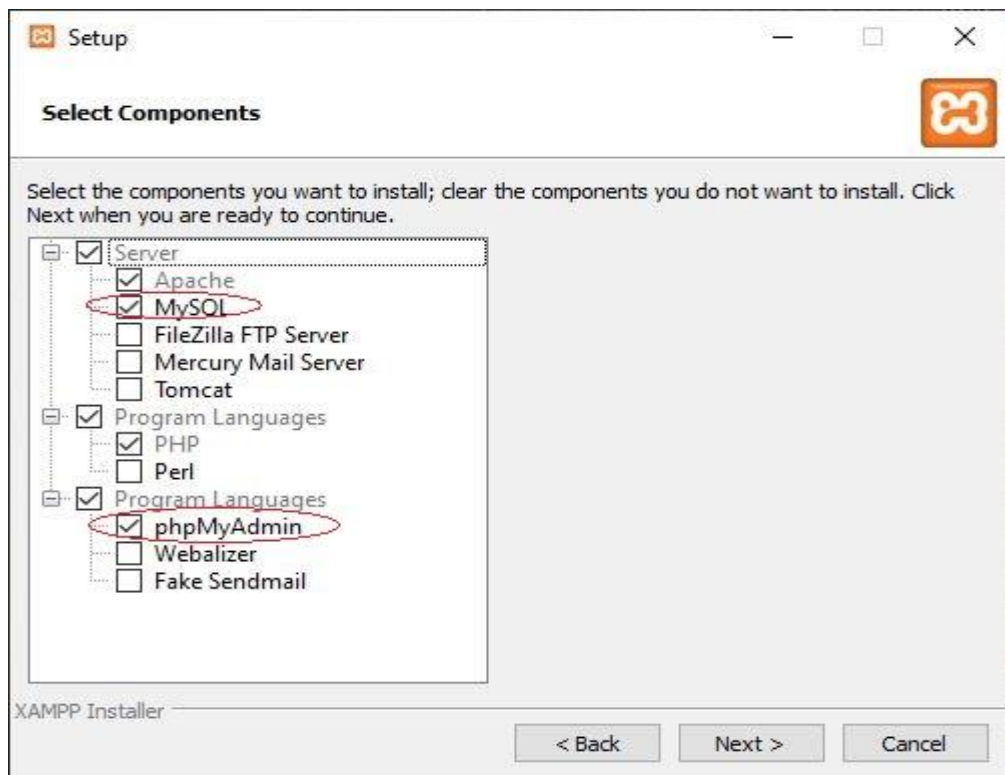 Setup
Select Components
Select the components you want to install; clear the components you do not want to install. Click
Next when you are ready to continue.
Server
Apache
MySQL
FileZilla FTP Server
Mercury Mail Server
Tomcat
Program Languages
PHP
Perl
Program Languages
phpMyAdmin
Webalizer
Fake Sendmail
XAMPP Installer
< Back
Next >
Cancel